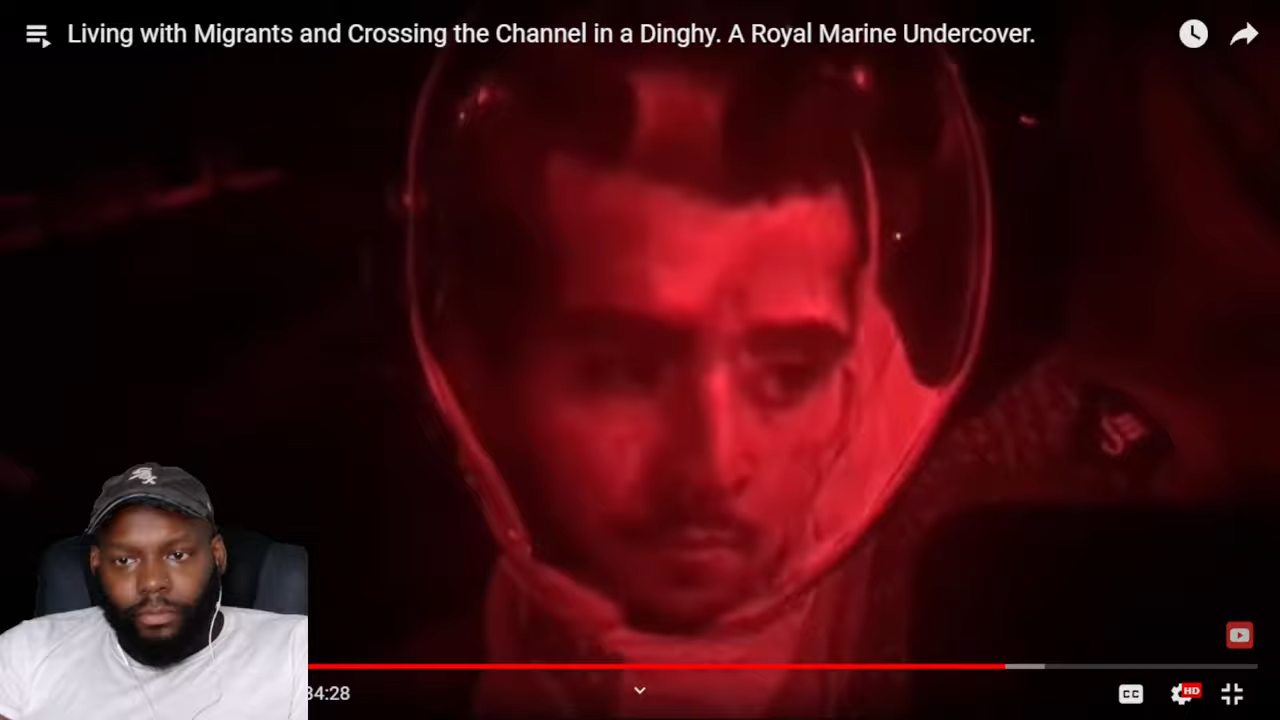 Living with Migrants and Crossing the Channel in a Dinghy. A Royal Marine Undercover.
34:28
CC
HD